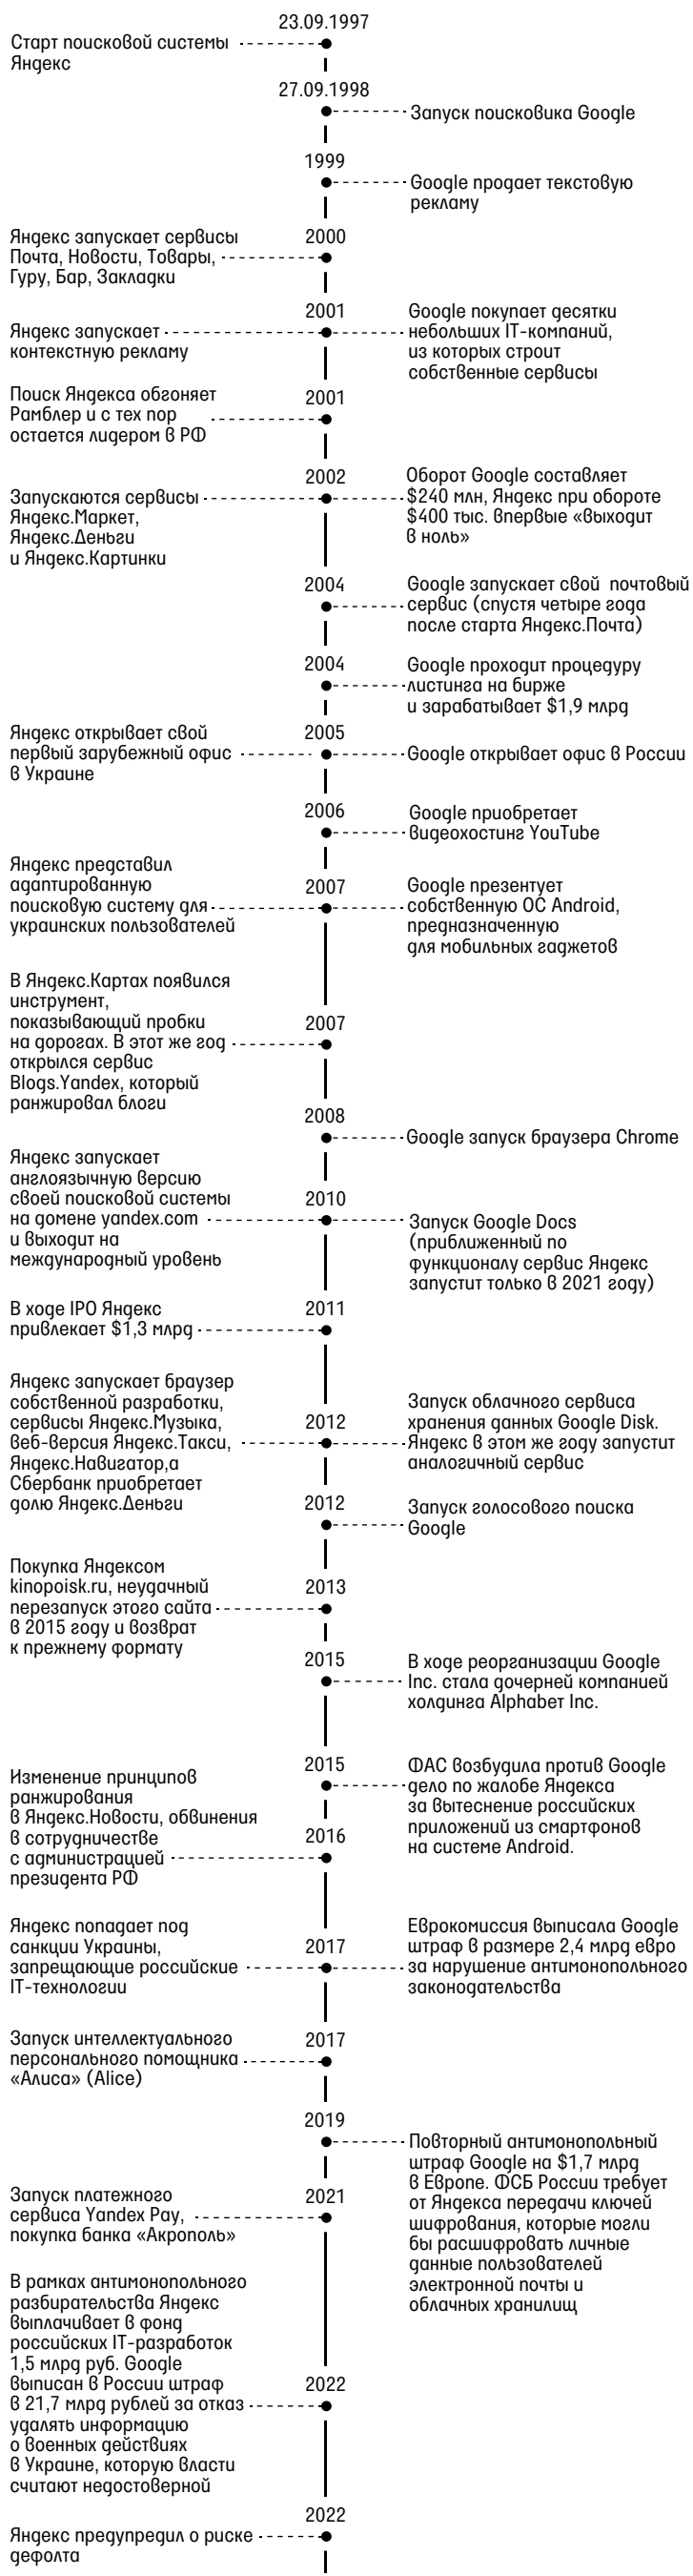 23.09.1997
Старт поисковой системы
Яндекс
27.09.1998
Запуск поисковика Google
1999
Google продает текстовую
рекламу
2000
Яндекс запускает сервисы
Почта, Новости, Товары,
Гуру, Бар, Закладки
2001
Яндекс запускает
контекстную рекламу
Google покупает десятки
небольших IT-компаний,
из которых строит
собственные сервисы
2001
Поиск Яндекса обгоняет
Рамблер и с тех пор
остается лидером в РФ
2002
Запускаются сервисы
Яндекс.Маркет,
Яндекс.Деньги
и Яндекс.Картинки
Оборот Google составляет
$240 млн, Яндекс при обороте
$400 тыс. впервые «выходит
в ноль»
2004
Google запускает свой почтовый
сервис (спустя четыре года
после старта Яндекс.Почта)
2004
Google проходит процедуру
листинга на бирже
и зарабатывает $1,9 млрд
2005
Яндекс открывает свой
первый зарубежный офис
в Украине
Google открывает офис в России
2006
Google приобретает
видеохостинг YouTube
2007
Яндекс представил
адаптированную
поисковую систему для
украинских пользователей
Google презентует
собственную ОС Android,
предназначенную
для мобильных гаджетов
2007
В Яндекс.Картах появился
инструмент,
показывающий пробки
на дорогах. В этот же год
открылся сервис
Blogs.Yandex, который
ранжировал блоги
2008
Google запуск браузера Chrome
2010
Яндекс запускает
англоязычную версию
своей поисковой системы
на домене yandex.com
и выходит на
международный уровень
Запуск Google Docs
(приближенный по
функционалу сервис Яндекс
запустит только в 2021 году)
2011
В ходе IPO Яндекс
привлекает $1,3 млрд
2012
Яндекс запускает браузер
собственной разработки,
сервисы Яндекс.Музыка,
веб-версия Яндекс.Такси,
Яндекс.Навигатор,а
Сбербанк приобретает
долю Яндекс.Деньги
Запуск облачного сервиса
хранения данных Google Disk.
Яндекс в этом же году запустит
аналогичный сервис
2012
Запуск голосового поиска
Google
2013
Покупка Яндексом
kinopoisk.ru, неудачный
перезапуск этого сайта
в 2015 году и возврат
к прежнему формату
2015
В ходе реорганизации Google
Inc. стала дочерней компанией
холдинга Alphabet Inc.
2015
ФАС возбудила против Google
дело по жалобе Яндекса
за вытеснение российских
приложений из смартфонов
на системе Android.
2016
Изменение принципов
ранжирования
в Яндекс.Новости, обвинения
в сотрудничестве
с администрацией
президента РФ
2017
Яндекс попадает под
санкции Украины,
запрещающие российские
IT-технологии
Еврокомиссия выписала Google
штраф в размере 2,4 млрд евро
за нарушение антимонопольного
законодательства
2017
Запуск интеллектуального
персонального помощника
«Алиса» (Alice)
2019
Повторный антимонопольный
штраф Google на $1,7 млрд
в Европе. ФСБ России требует
от Яндекса передачи ключей
шифрования, которые могли
бы расшифровать личные
данные пользователей
электронной почты и
облачных хранилищ
2021
Запуск платежного
сервиса Yandex Pay,
покупка банка «Акрополь»
2022
В рамках антимонопольного
разбирательства Яндекс
выплачивает в фонд
российских IT-разработок
1,5 млрд руб. Google
выписан в России штраф
в 21,7 млрд рублей за отказ
удалять информацию
о военных действиях
в Украине, которую власти
считают недостоверной
2022
Яндекс предупредил о риске
дефолта